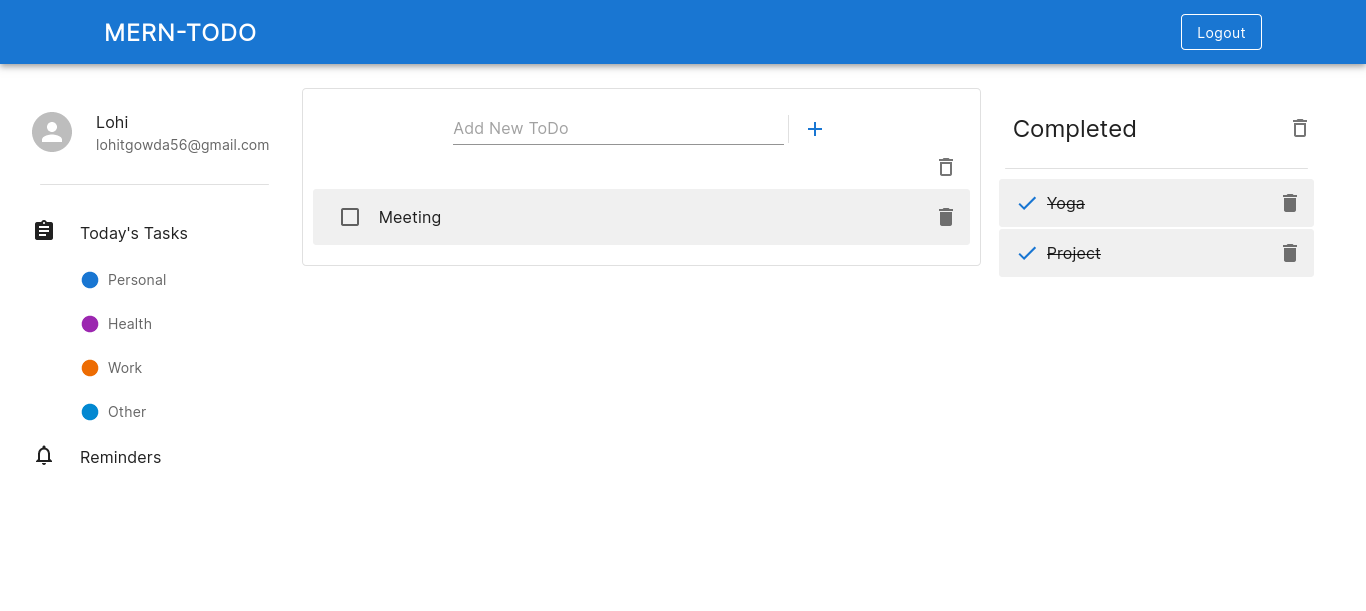 MERN-TODO
Logout
Lohi
lohitgowda56@gmail.com
Today's Tasks
Personal
Health
Work
Other
Reminders
Add New ToDo
Meeting
Completed
Yoga
Project